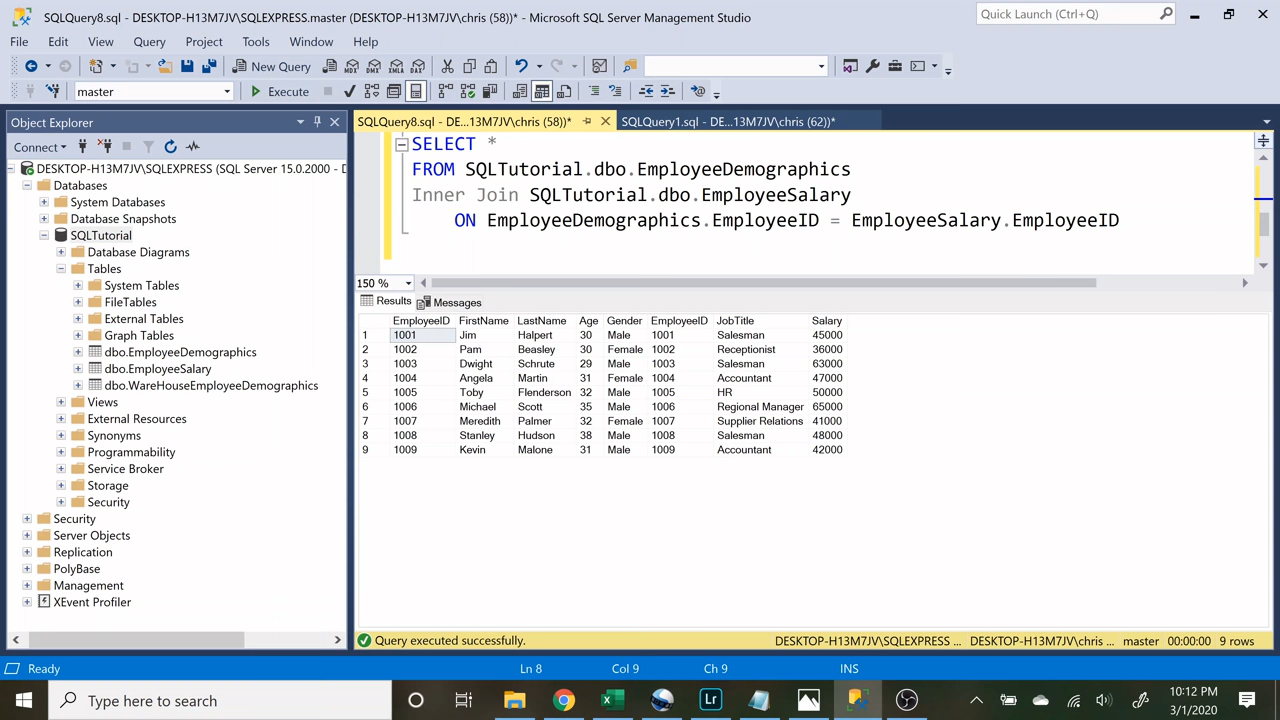 SQLQuery8.sql - DESKTOP-H13M7JV\SQLEXPRESS.master (DESKTOP-H13M7JV\chris (58))* - Microsoft SQL Server Management Studio
Quick Launch (Ctrl+Q)
File Edit View Query Project Tools Window Help
New Query
MDX DMX XMLA DAX
master
Execute
Object Explorer
SQLQuery8.sql - DE...13M7JV\chris (58))*
SQLQuery1.sql - DE...13M7JV\chris (62))*
Connect
DESKTOP-H13M7JV\SQLEXPRESS (SQL Server 15.0.2000 - D
Databases
System Databases
Database Snapshots
SQLTutorial
Database Diagrams
Tables
System Tables
FileTables
External Tables
Graph Tables
dbo.EmployeeDemographics
dbo.EmployeeSalary
dbo.WareHouseEmployeeDemographics
Views
External Resources
Synonyms
Programmability
Service Broker
Storage
Security
Security
Server Objects
Replication
PolyBase
Management
XEvent Profiler
SELECT *
FROM SQLTutorial.dbo.EmployeeDemographics
Inner Join SQLTutorial.dbo.EmployeeSalary
ON EmployeeDemographics.EmployeeID = EmployeeSalary.EmployeeID
150 %
Results Messages
EmployeeID FirstName LastName Age Gender EmployeeID JobTitle Salary
1 1001 Jim Halpert 30 Male 1001 Salesman 45000
2 1002 Pam Beasley 30 Female 1002 Receptionist 36000
3 1003 Dwight Schrute 29 Male 1003 Salesman 63000
4 1004 Angela Martin 31 Female 1004 Accountant 47000
5 1005 Toby Flenderson 32 Male 1005 HR 50000
6 1006 Michael Scott 35 Male 1006 Regional Manager 65000
7 1007 Meredith Palmer 32 Female 1007 Supplier Relations 41000
8 1008 Stanley Hudson 38 Male 1008 Salesman 48000
9 1009 Kevin Malone 31 Male 1009 Accountant 42000
Query executed successfully.
DESKTOP-H13M7JV\SQLEXPRESS ... DESKTOP-H13M7JV\chris ... master 00:00:00 9 rows
Ready Ln 8 Col 9 Ch 9 INS
Type here to search
Lr
10:12 PM
3/1/2020